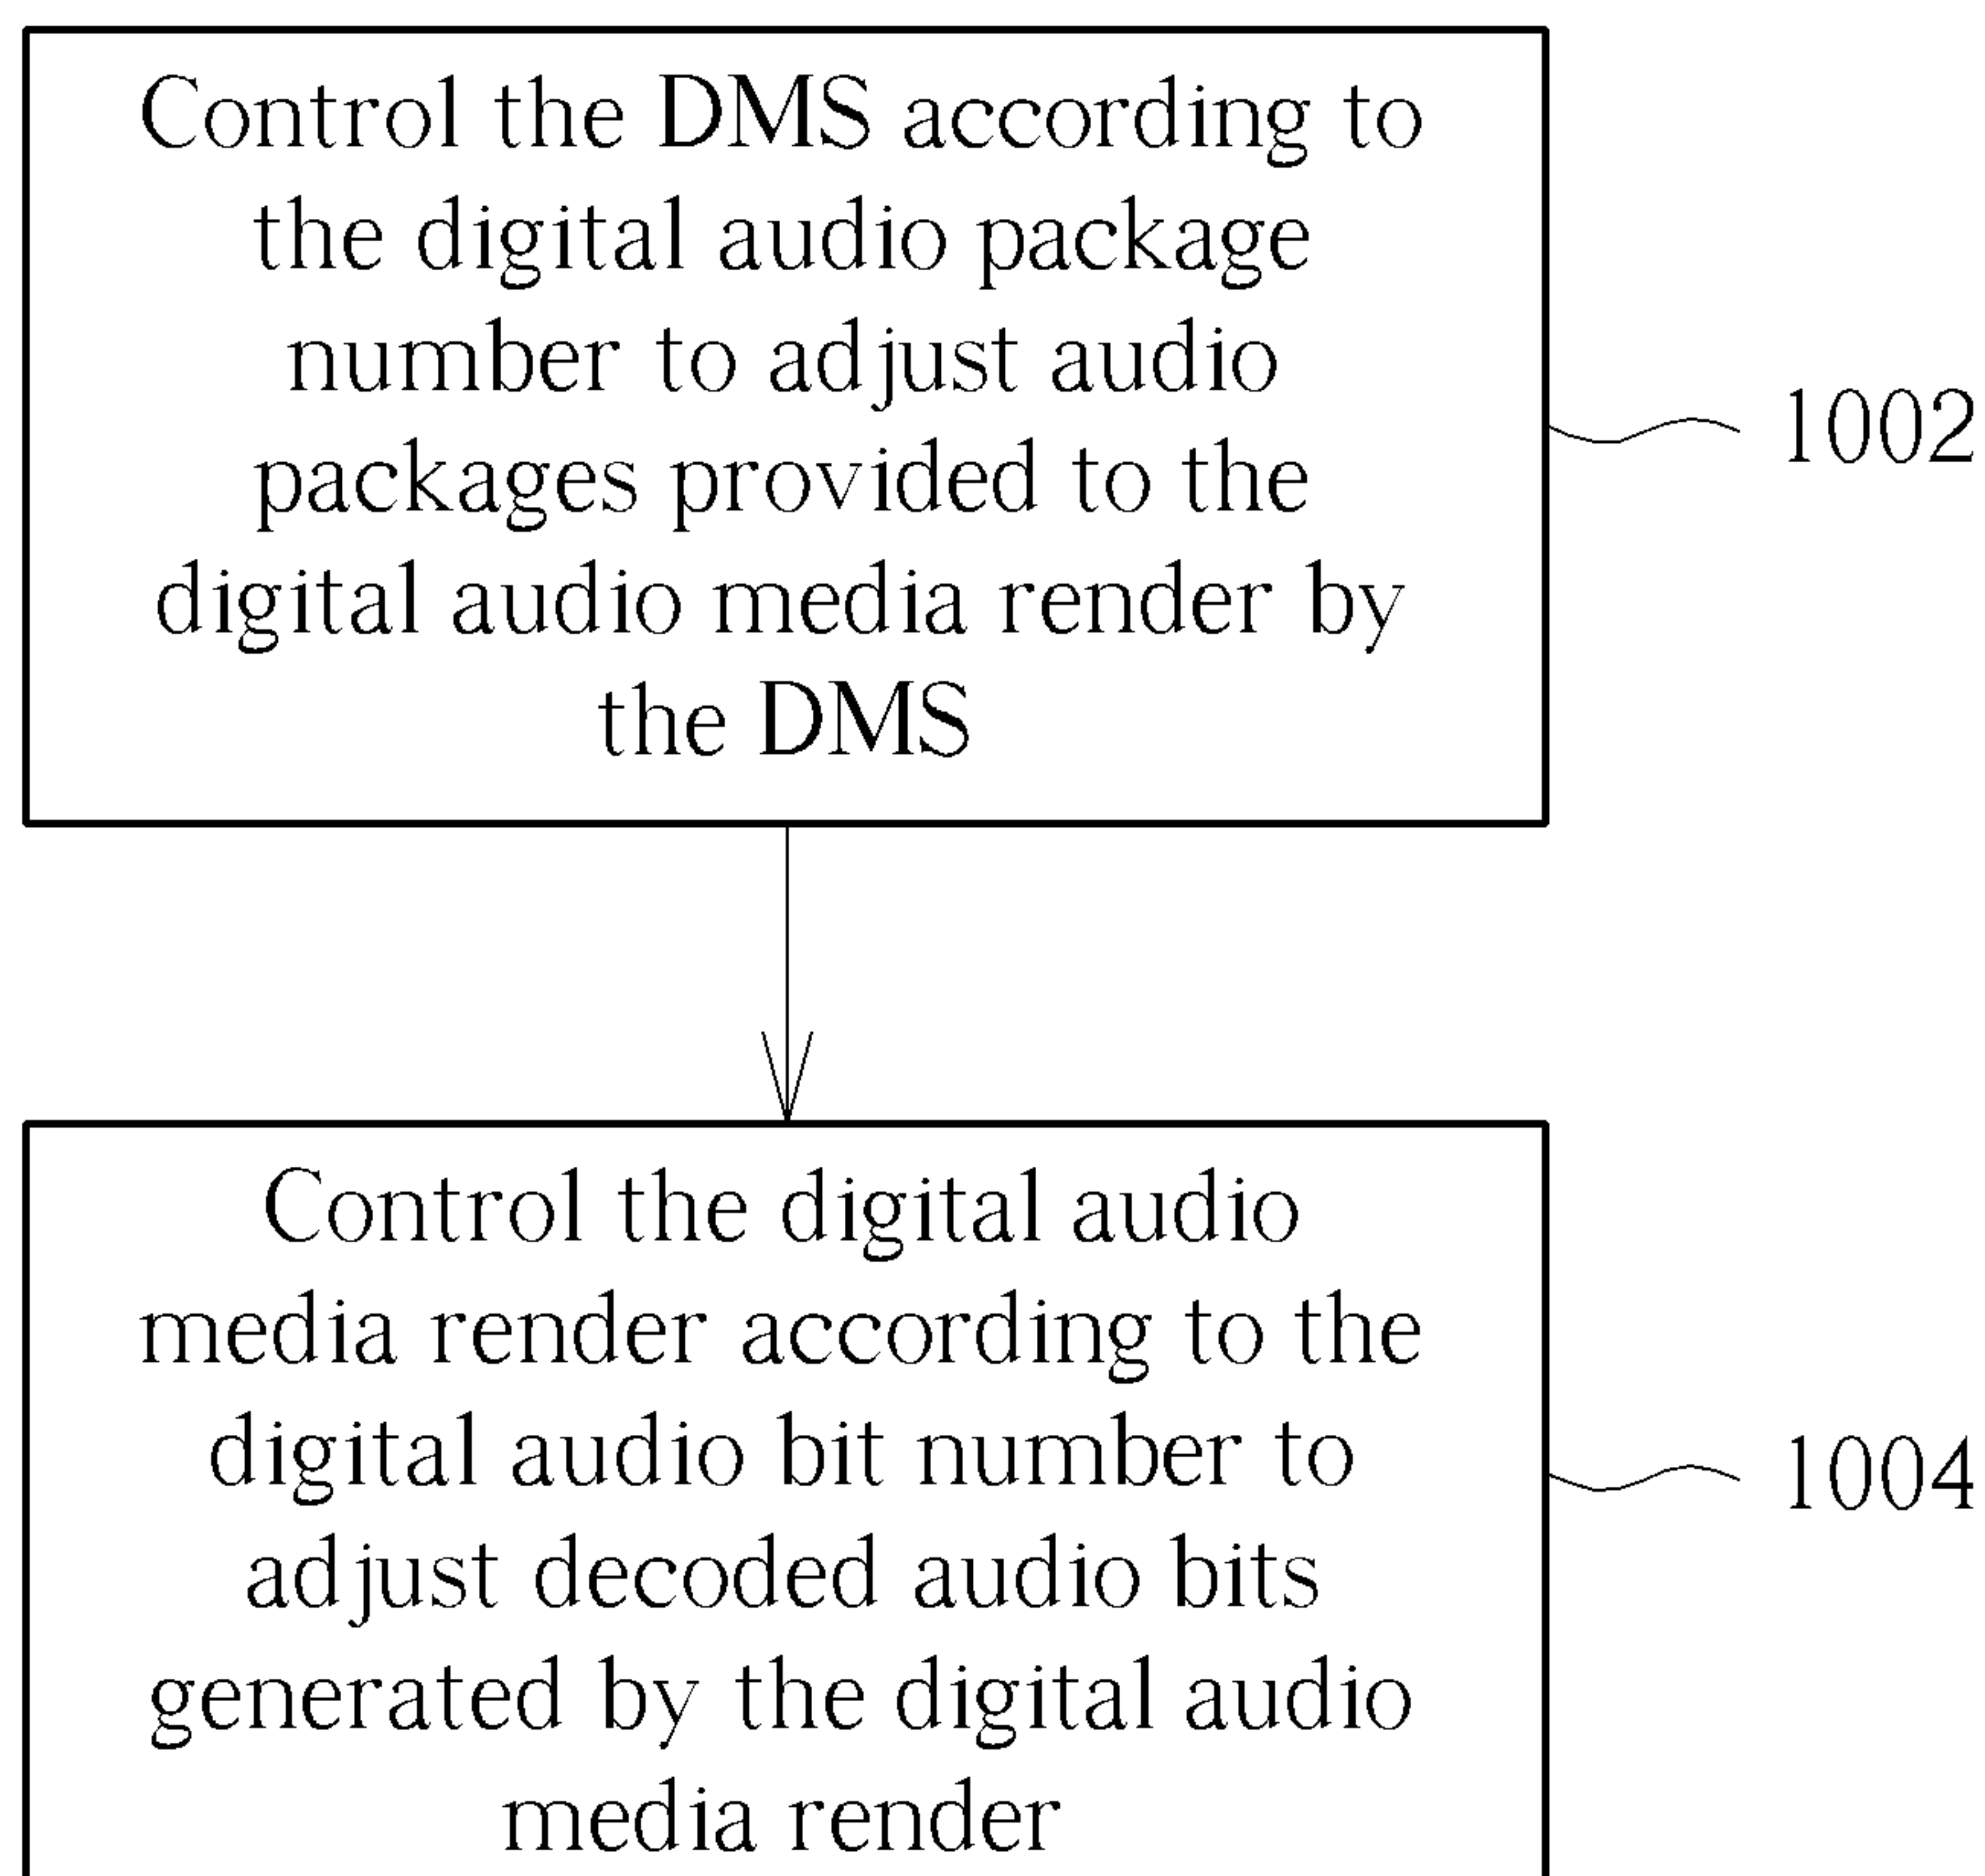 Control the DMS according to
the digital audio package
number to adjust audio
packages provided to the
digital audio media render by
the DMS
1002
Control the digital audio
media render according to the
digital audio bit number to
adjust decoded audio bits
generated by the digital audio
media render
1004